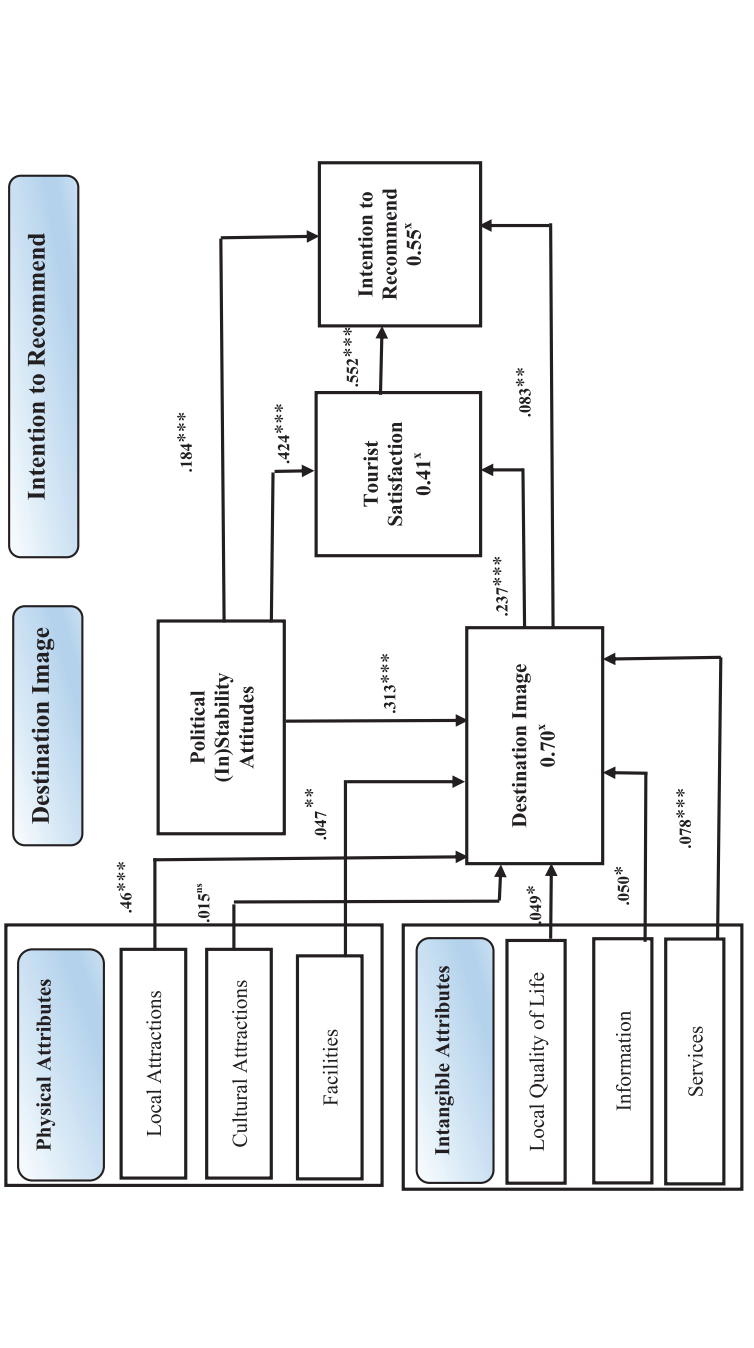 Destination Image
Intention to Recommend
Physical Attributes
Local Attractions
Cultural Attractions
Facilities
Intangible Attributes
Local Quality of Life
Information
Services
.46***
.015ns
.047 **
.049*
.050*
.078***
Political
(In)Stability
Attitudes
.313***
Destination Image
0.70x
.184***
.424***
.237***
.083**
Tourist
Satisfaction
0.41x
.552***
Intention to
Recommend
0.55x